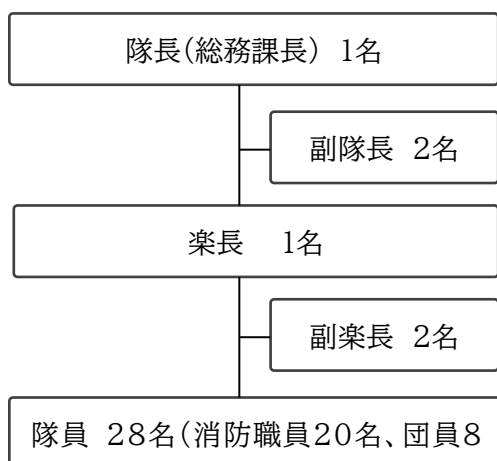 隊長(総務課長) 1名
副隊長 2名
楽長 1名
副楽長 2名
隊員 28名(消防職員20名、団員8